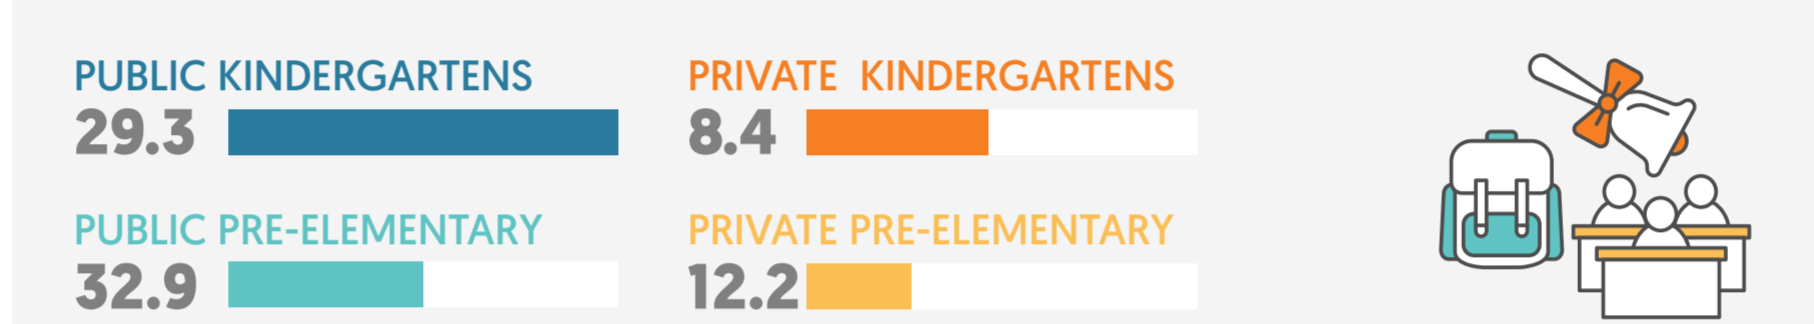 PUBLIC KINDERGARTENS
29.3
PRIVATE KINDERGARTENS
8.4
PUBLIC PRE-ELEMENTARY
32.9
PRIVATE PRE-ELEMENTARY
12.2